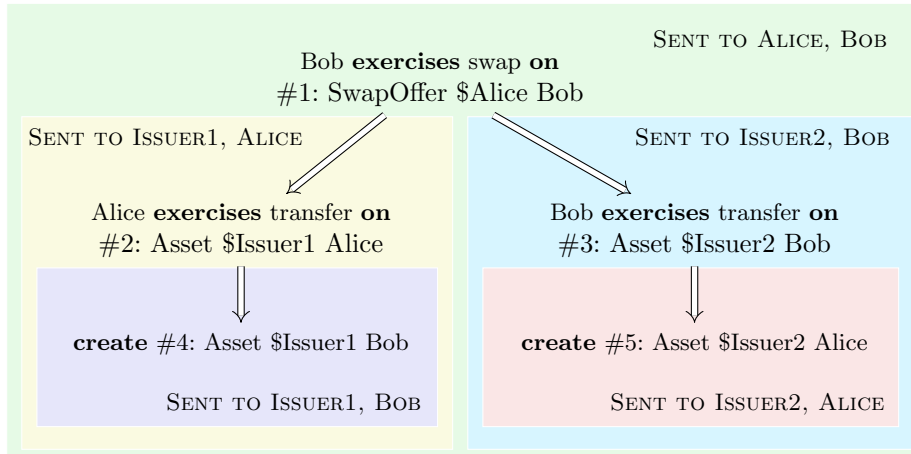 SENT TO ALICE, BOB
Bob exercises swap on
#1: SwapOffer $Alice Bob
SENT TO ISSUER1, ALICE
Alice exercises transfer on
#2: Asset $Issuer1 Alice
create #4: Asset $Issuer1 Bob
SENT TO ISSUER1, BOB
SENT TO ISSUER2, BOB
Bob exercises transfer on
#3: Asset $Issuer2 Bob
create #5: Asset $Issuer2 Alice
SENT TO ISSUER2, ALICE